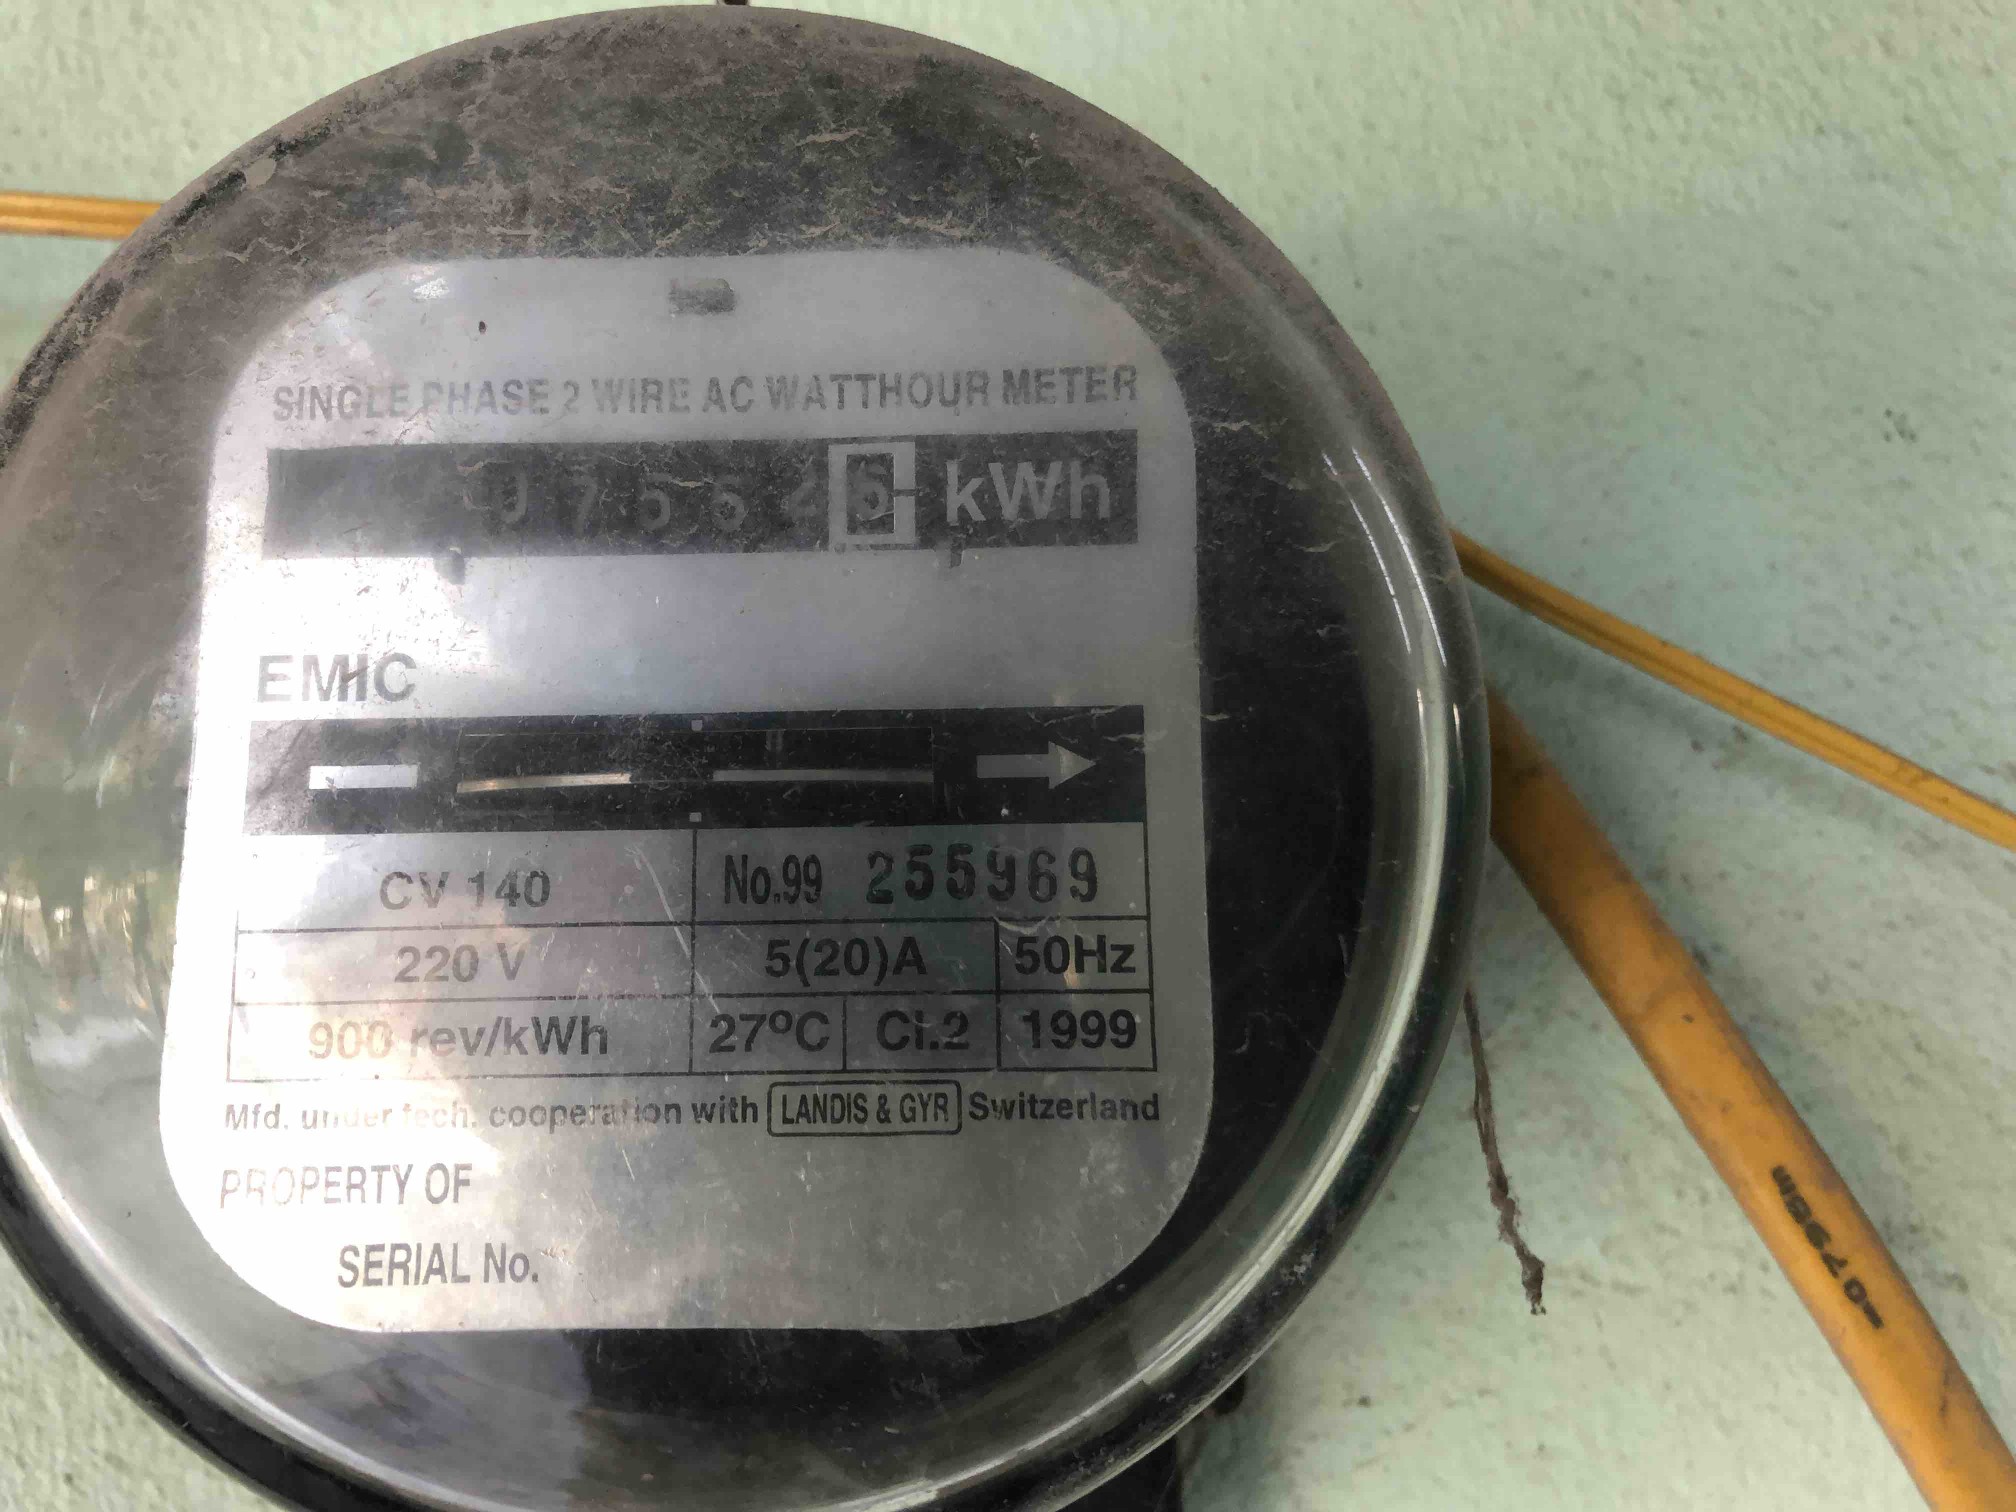 SINGLE PHASE 2 WIRE AC WATTHOUR METER
kWh
EMIC
CV 140 No.99 255969
220 V 5(20)A 50Hz
900 rev/kWh 27°C Cl.2 1999
Mfd. under tech. cooperation with LANDIS & GYR Switzerland
PROPERTY OF
SERIAL No.
0798m